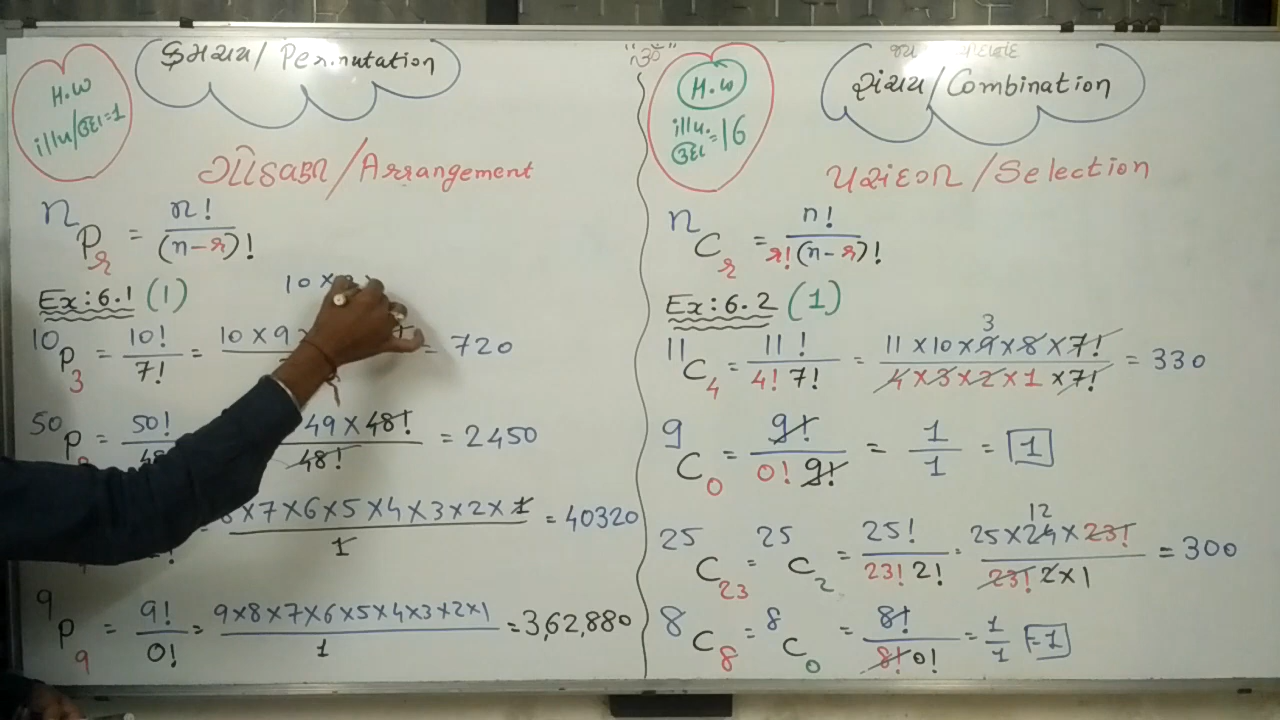 H.W
illu/ઉદા=1
ક્રમચય/Permutation
ગોઠવણ/Arrangement
nPr = n!/(n-r)!
Ex:6.1 (1)
10×9
10P3 = 10!/7! = 10×9 = 720
50P = 50!/48 49×48!/48! = 2450
×7×6×5×4×3×2×1/1 = 40320
9P9 = 9!/0! = 9×8×7×6×5×4×3×2×1/1 = 3,62,880
H.W
illu.
ઉદા =16
સંચય/Combination
પસંદગી/Selection
nCr = n!/r!(n-r)!
Ex:6.2 (1)
3
11C4 = 11!/4!7! = 11×10×9×8×7!/4×3×2×1×7! = 330
9C0 = 9!/0!9! = 1/1 = 1
12
25C23 = 25C2 = 25!/23!2! = 25×24×23!/23!2×1 = 300
8C8 = 8C0 = 8!/8!0! = 1/1 = 1